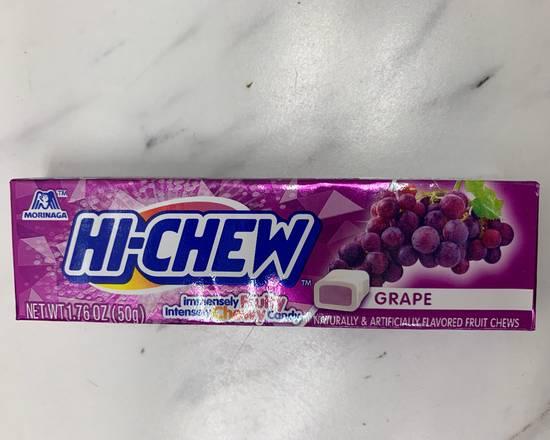 TM
MORINAGA
HI-CHEW
TM
immensely Fruity
Intensely Chewy Candy
NET WT 1.76 OZ (50g)
GRAPE
NATURALLY & ARTIFICIALLY FLAVORED FRUIT CHEWS